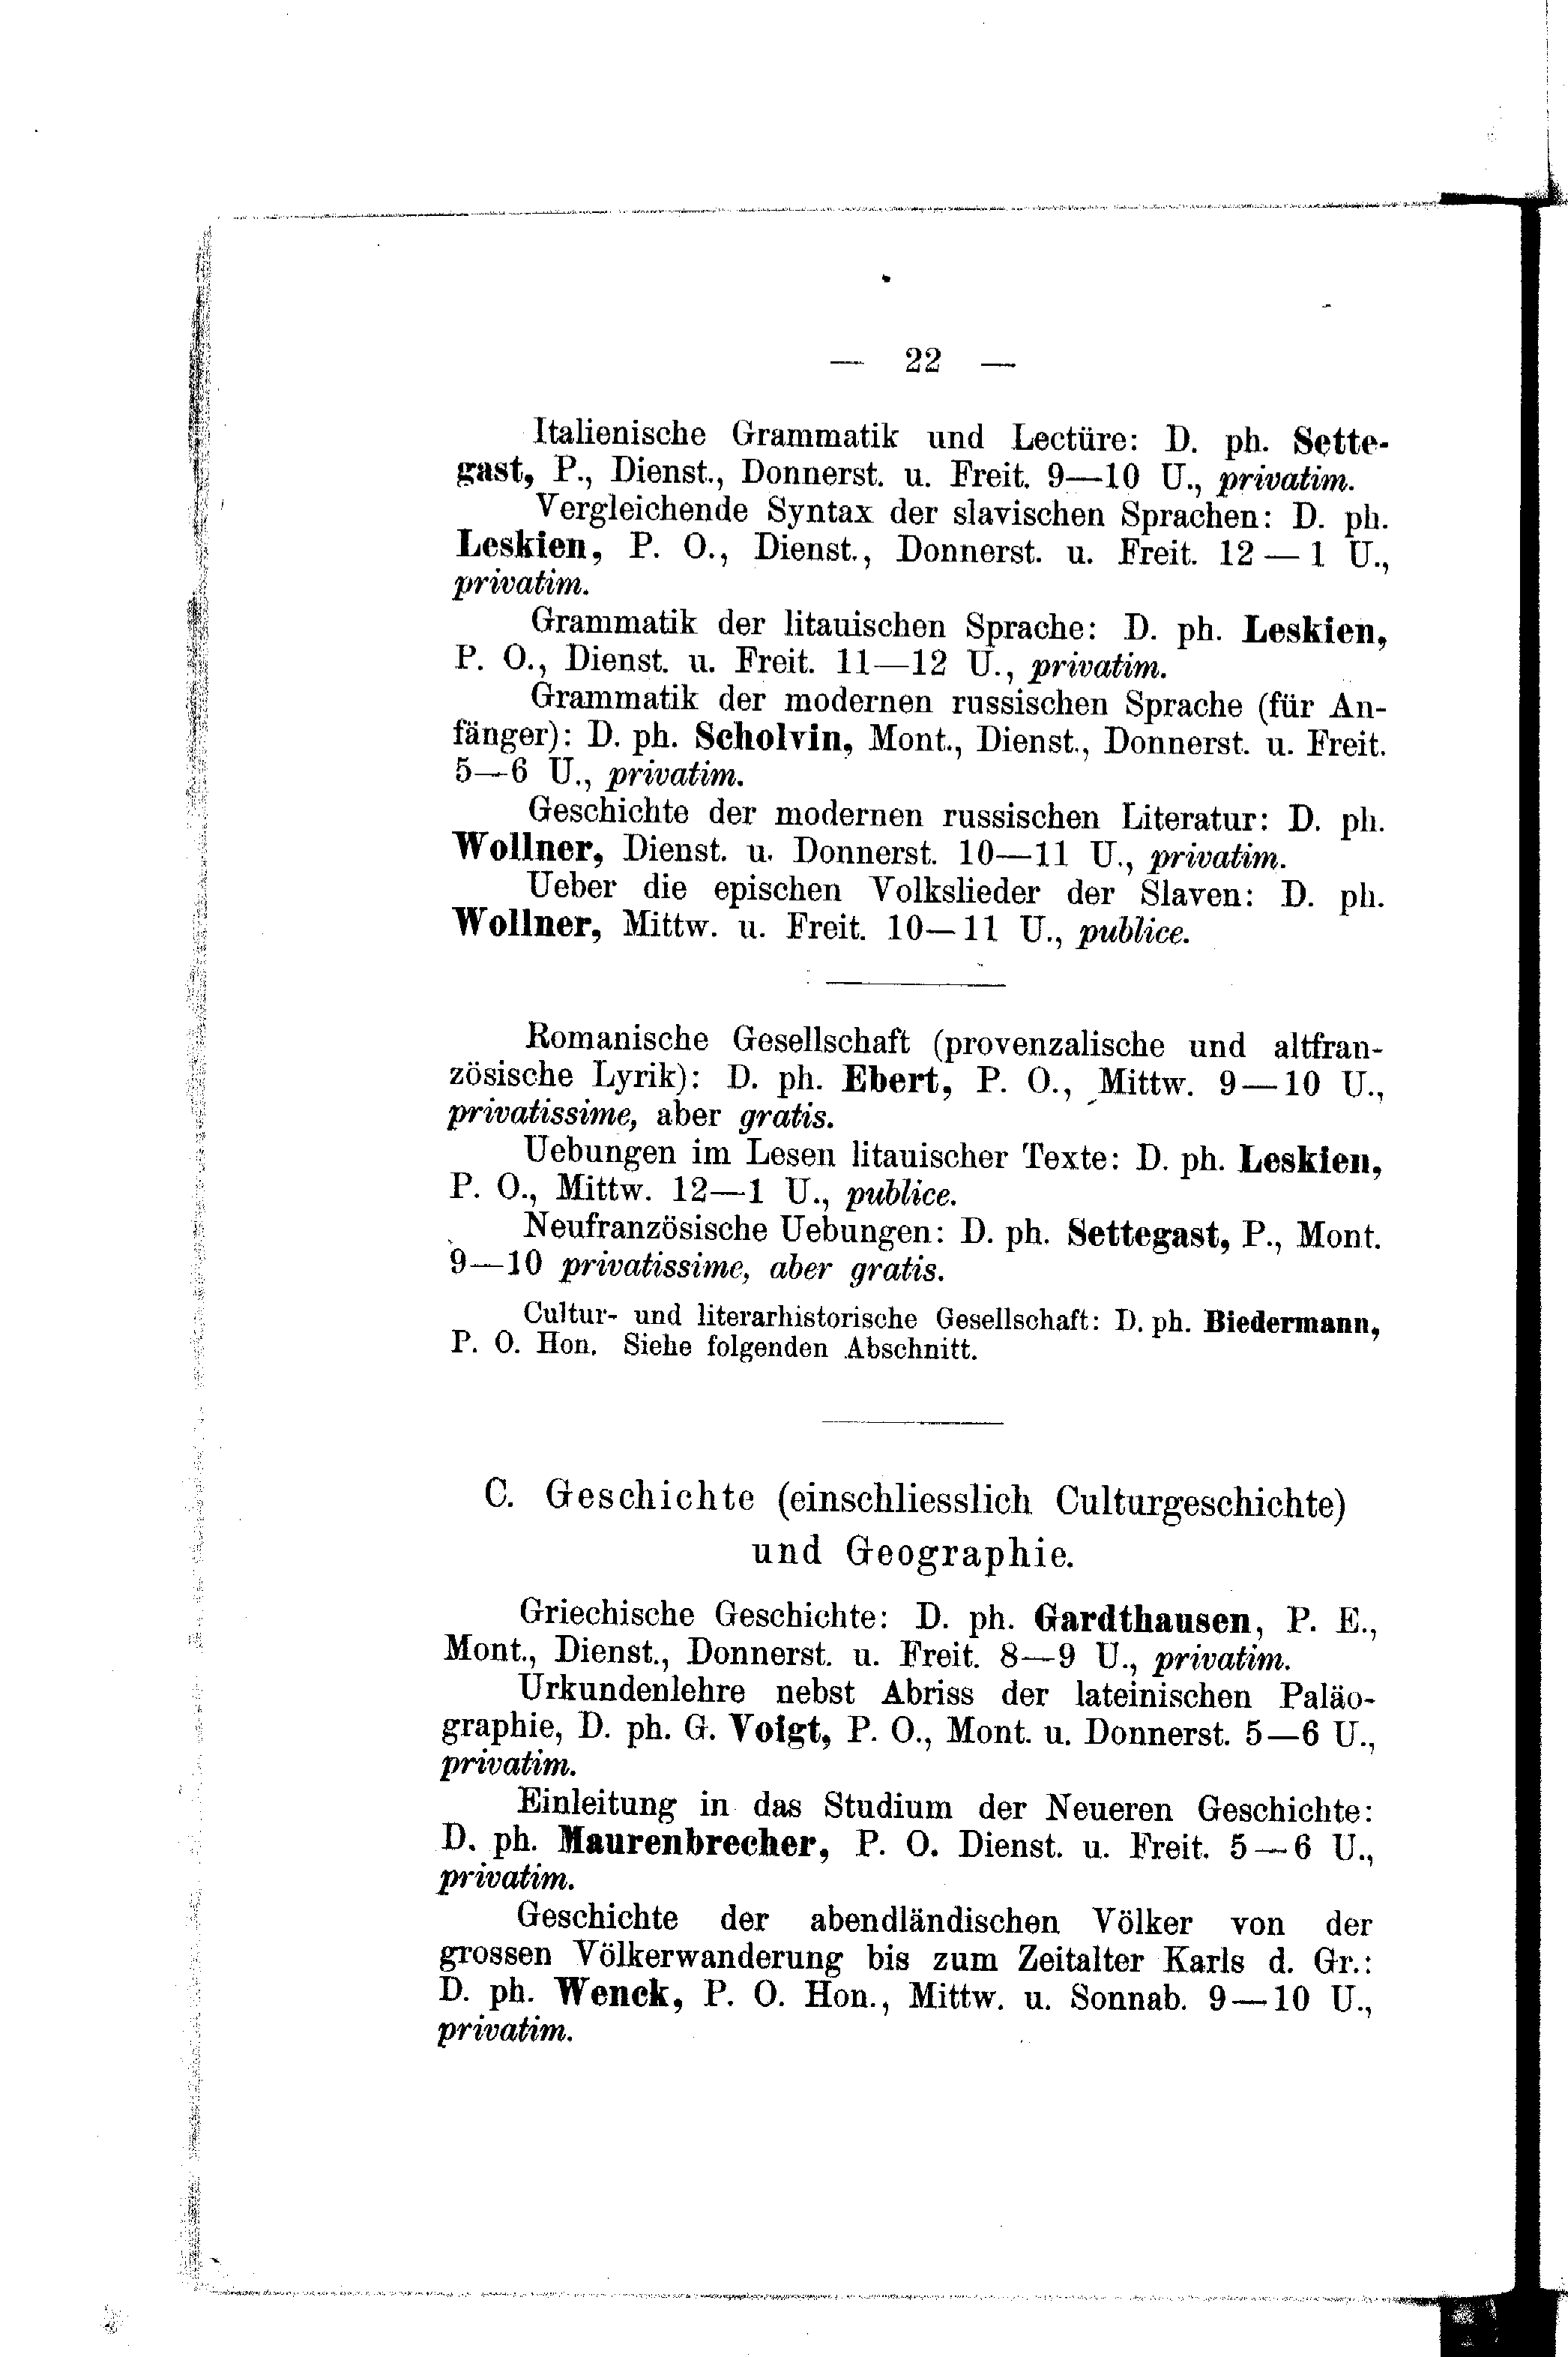 — 22 —
Italienische Grammatik und Lectüre: D. ph. Sette-
gast, P., Dienst., Donnerst. u. Freit. 9—10 U., privatim.
Vergleichende Syntax der slavischen Sprachen: D. ph.
Leskien, P. O., Dienst., Donnerst. u. Freit. 12 — 1 U.,
privatim.
Grammatik der litauischen Sprache: D. ph. Leskien,
P. O., Dienst. u. Freit. 11—12 U., privatim.
Grammatik der modernen russischen Sprache (für An-
fänger): D. ph. Scholvin, Mont., Dienst., Donnerst. u. Freit.
5—6 U., privatim.
Geschichte der modernen russischen Literatur: D. ph.
Wollner, Dienst. u. Donnerst. 10—11 U., privatim.
Ueber die epischen Volkslieder der Slaven: D. ph.
Wollner, Mittw. u. Freit. 10—11 U., publice.
Romanische Gesellschaft (provenzalische und altfran-
zösische Lyrik): D. ph. Ebert, P. O., Mittw. 9—10 U.,
privatissime, aber gratis.
Uebungen im Lesen litauischer Texte: D. ph. Leskien,
P. O., Mittw. 12—1 U., publice.
Neufranzösische Uebungen: D. ph. Settegast, P., Mont.
9—10 privatissime, aber gratis.
Cultur- und literarhistorische Gesellschaft: D. ph. Biedermann,
P. O. Hon. Siehe folgenden Abschnitt.
C. Geschichte (einschliesslich Culturgeschichte)
und Geographie.
Griechische Geschichte: D. ph. Gardthausen, P. E.,
Mont., Dienst., Donnerst. u. Freit. 8—9 U., privatim.
Urkundenlehre nebst Abriss der lateinischen Paläo-
graphie, D. ph. G. Voigt, P. O., Mont. u. Donnerst. 5—6 U.,
privatim.
Einleitung in das Studium der Neueren Geschichte:
D. ph. Maurenbrecher, P. O. Dienst. u. Freit. 5—6 U.,
privatim.
Geschichte der abendländischen Völker von der
grossen Völkerwanderung bis zum Zeitalter Karls d. Gr.:
D. ph. Wenck, P. O. Hon., Mittw. u. Sonnab. 9—10 U.,
privatim.